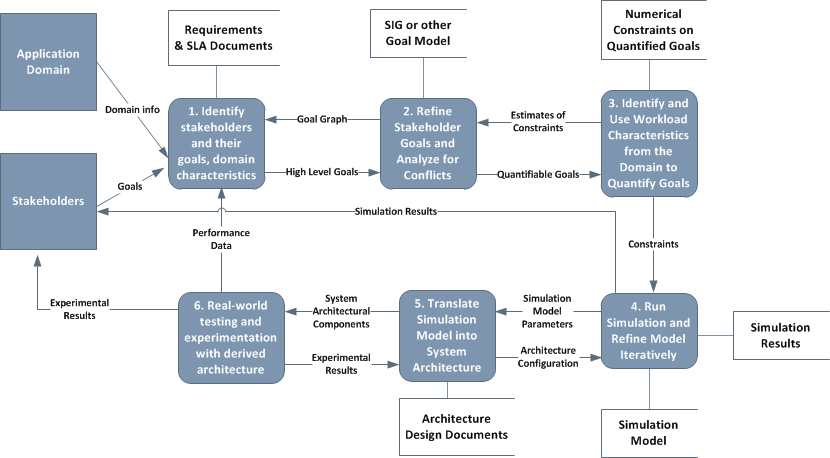 Application
Domain
Requirements
& SLA Documents
SIG or other
Goal Model
Numerical
Constraints on
Quantified Goals
Domain info
1. Identify
stakeholders
and their
goals, domain
characteristics
Goal Graph
High Level Goals
2. Refine
Stakeholder
Goals and
Analyze for
Conflicts
Estimates of
Constraints
Quantifiable Goals
3. Identify and
Use Workload
Characteristics
from the
Domain to
Quantify Goals
Stakeholders
Goals
Simulation Results
Performance
Data
Constraints
Experimental
Results
6. Real-world
testing and
experimentation
with derived
architecture
System
Architectural
Components
Experimental
Results
5. Translate
Simulation
Model into
System
Architecture
Simulation
Model
Parameters
Architecture
Configuration
4. Run
Simulation and
Refine Model
Iteratively
Simulation
Results
Architecture
Design Documents
Simulation
Model